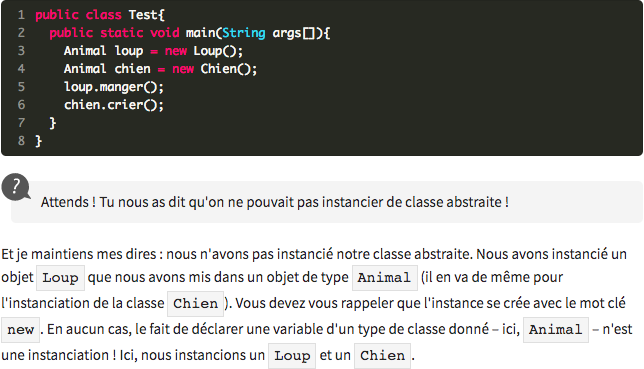 1 public class Test{
2 public static void main(String args[]){
3 Animal loup = new Loup();
4 Animal chien = new Chien();
5 loup.manger();
6 chien.crier();
7 }
8 }
?
Attends ! Tu nous as dit qu'on ne pouvait pas instancier de classe abstraite !
Et je maintiens mes dires : nous n'avons pas instancié notre classe abstraite. Nous avons instancié un
objet Loup que nous avons mis dans un objet de type Animal (il en va de même pour
l'instanciation de la classe Chien ). Vous devez vous rappeler que l'instance se crée avec le mot clé
new . En aucun cas, le fait de déclarer une variable d'un type de classe donné – ici, Animal – n'est
une instanciation ! Ici, nous instancions un Loup et un Chien .